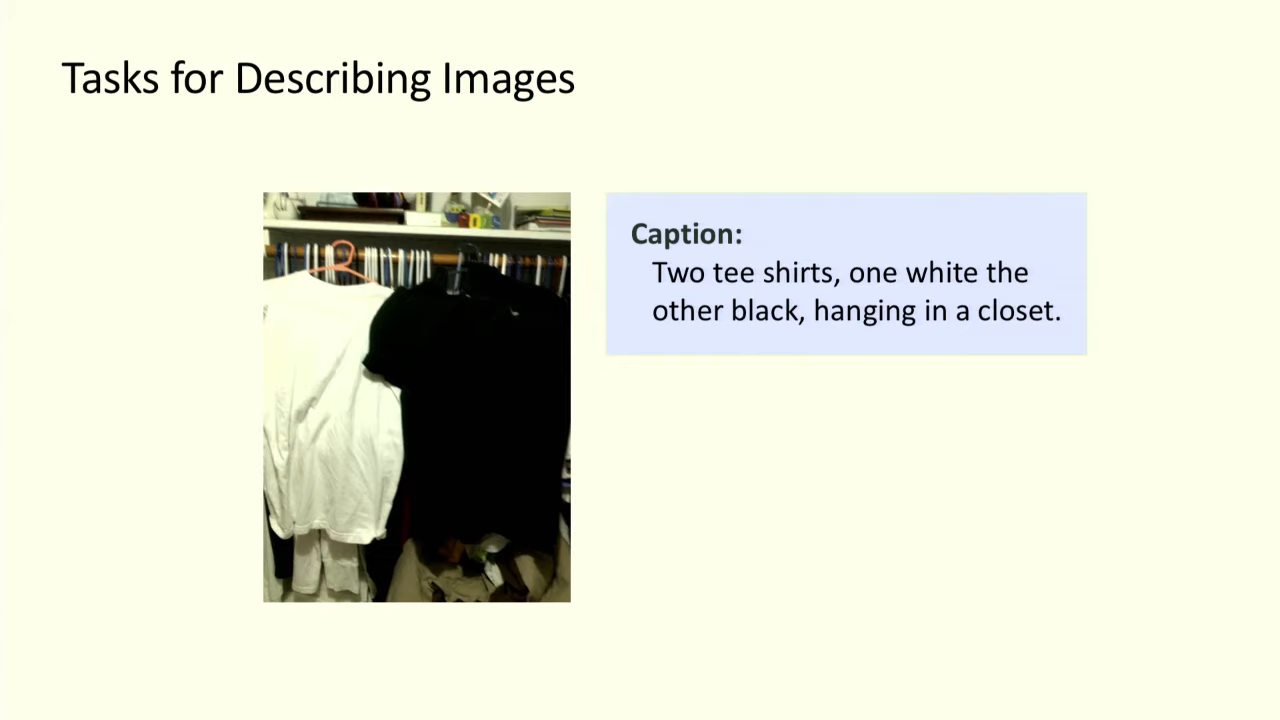 Tasks for Describing Images
Caption:
Two tee shirts, one white the
other black, hanging in a closet.